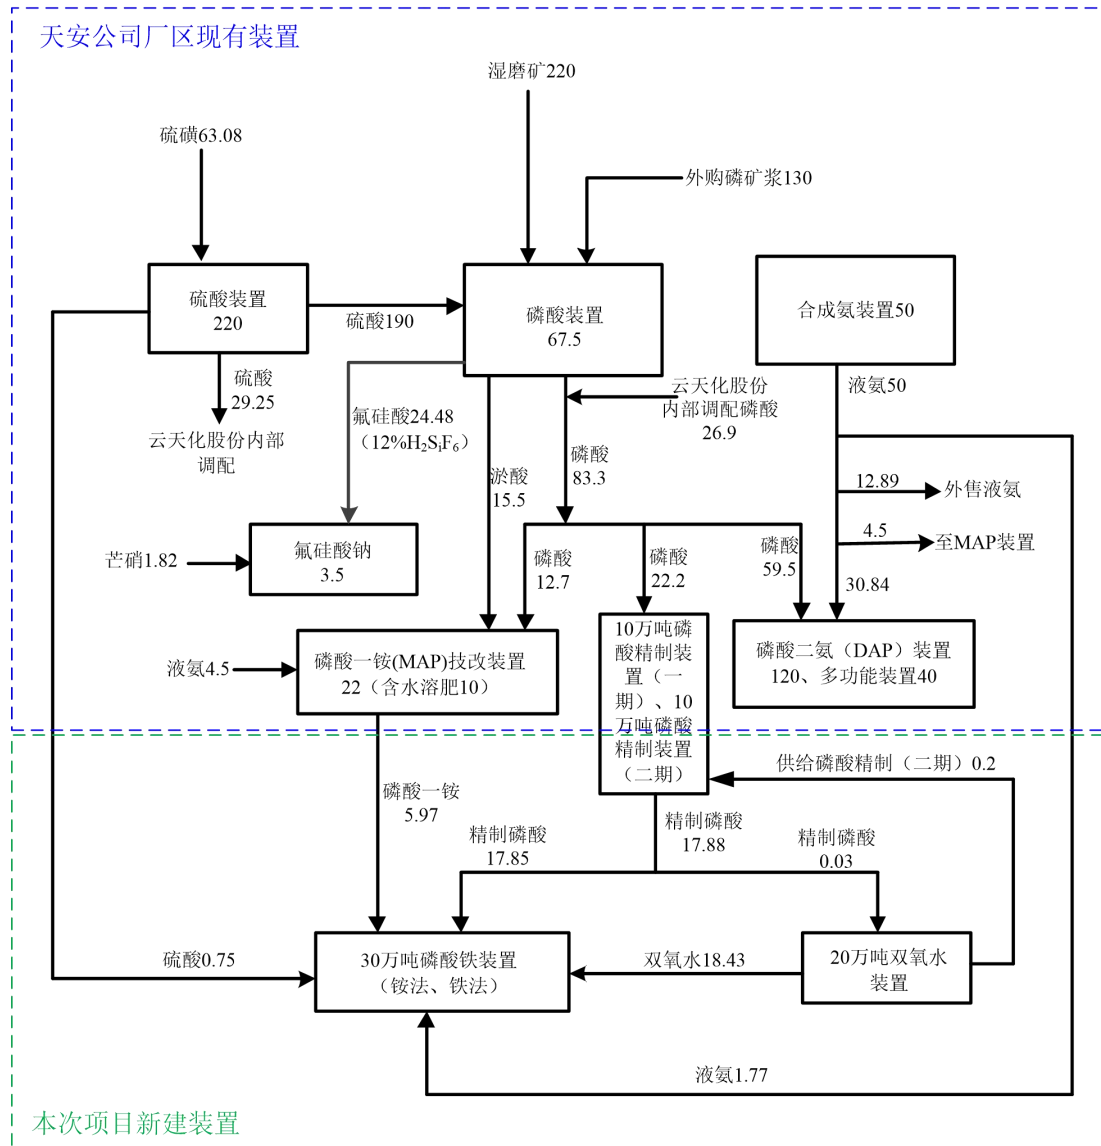 天安公司厂区现有装置
湿磨矿220
硫磺63.08
外购磷矿浆130
硫酸装置
220
硫酸190
磷酸装置
67.5
合成氨装置50
硫酸
29.25
云天化股份内部
调配
氟硅酸24.48
（12%H₂SᵢF₆）
淤酸
15.5
云天化股份
内部调配磷酸
26.9
磷酸
83.3
液氨50
12.89
外售液氨
4.5
至MAP装置
30.84
芒硝1.82
氟硅酸钠
3.5
磷酸
12.7
磷酸
22.2
磷酸
59.5
液氨4.5
磷酸一铵(MAP)技改装置
22（含水溶肥10）
10万吨磷
酸精制装
置（一
期）、10
万吨磷酸
精制装置
（二期）
磷酸二氨（DAP）装置
120、多功能装置40
磷酸一铵
5.97
供给磷酸精制（二期）0.2
精制磷酸
17.85
精制磷酸
17.88
精制磷酸
0.03
硫酸0.75
30万吨磷酸铁装置
（铵法、铁法）
双氧水18.43
20万吨双氧水
装置
液氨1.77
本次项目新建装置